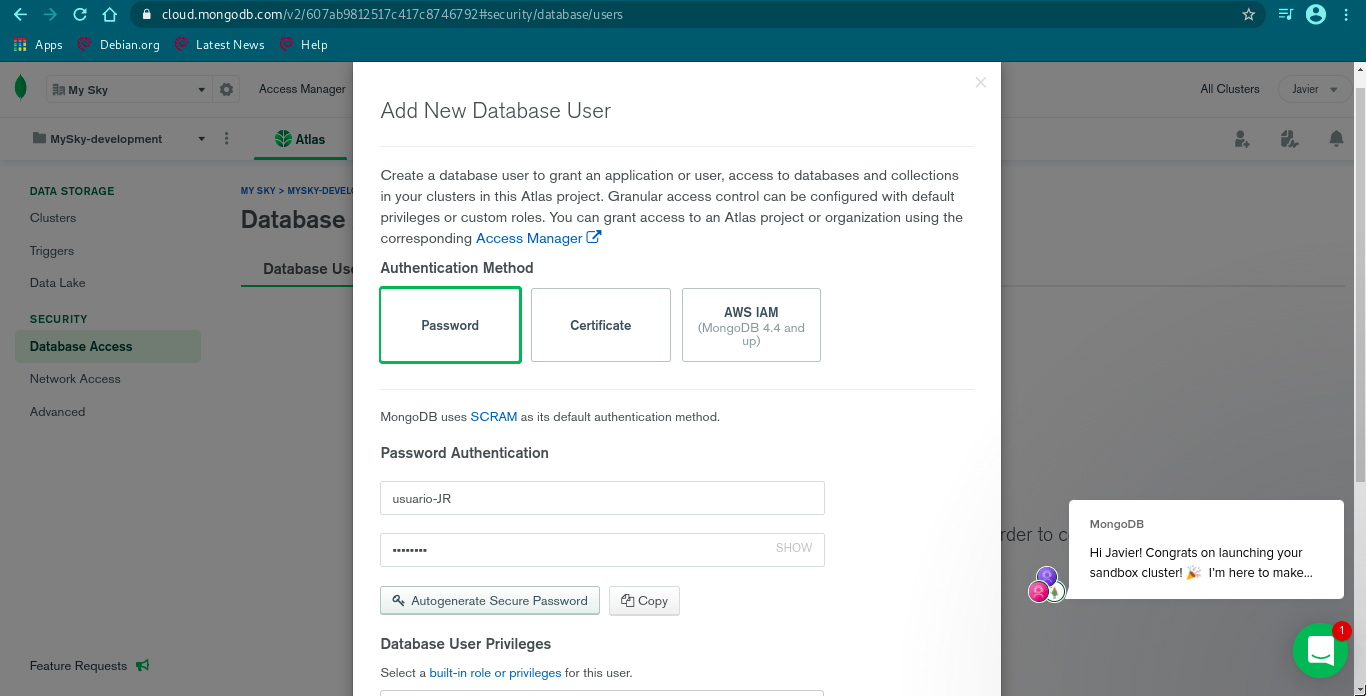 cloud.mongodb.com/v2/607ab9812517c417c8746792#security/database/users
Apps Debian.org Latest News Help
My Sky Access Manager All Clusters Javier
MySky-development Atlas
DATA STORAGE
Clusters
Triggers
Data Lake
SECURITY
Database Access
Network Access
Advanced
Feature Requests
MY SKY > MYSKY-DEVELO
Database
Database Use
Add New Database User
Create a database user to grant an application or user, access to databases and collections
in your clusters in this Atlas project. Granular access control can be configured with default
privileges or custom roles. You can grant access to an Atlas project or organization using the
corresponding Access Manager
Authentication Method
Password
Certificate
AWS IAM
(MongoDB 4.4 and
up)
MongoDB uses SCRAM as its default authentication method.
Password Authentication
usuario-JR
•••••••• SHOW
Autogenerate Secure Password Copy
Database User Privileges
Select a built-in role or privileges for this user.
rder to c
MongoDB
Hi Javier! Congrats on launching your
sandbox cluster! 🎉 I'm here to make...
1